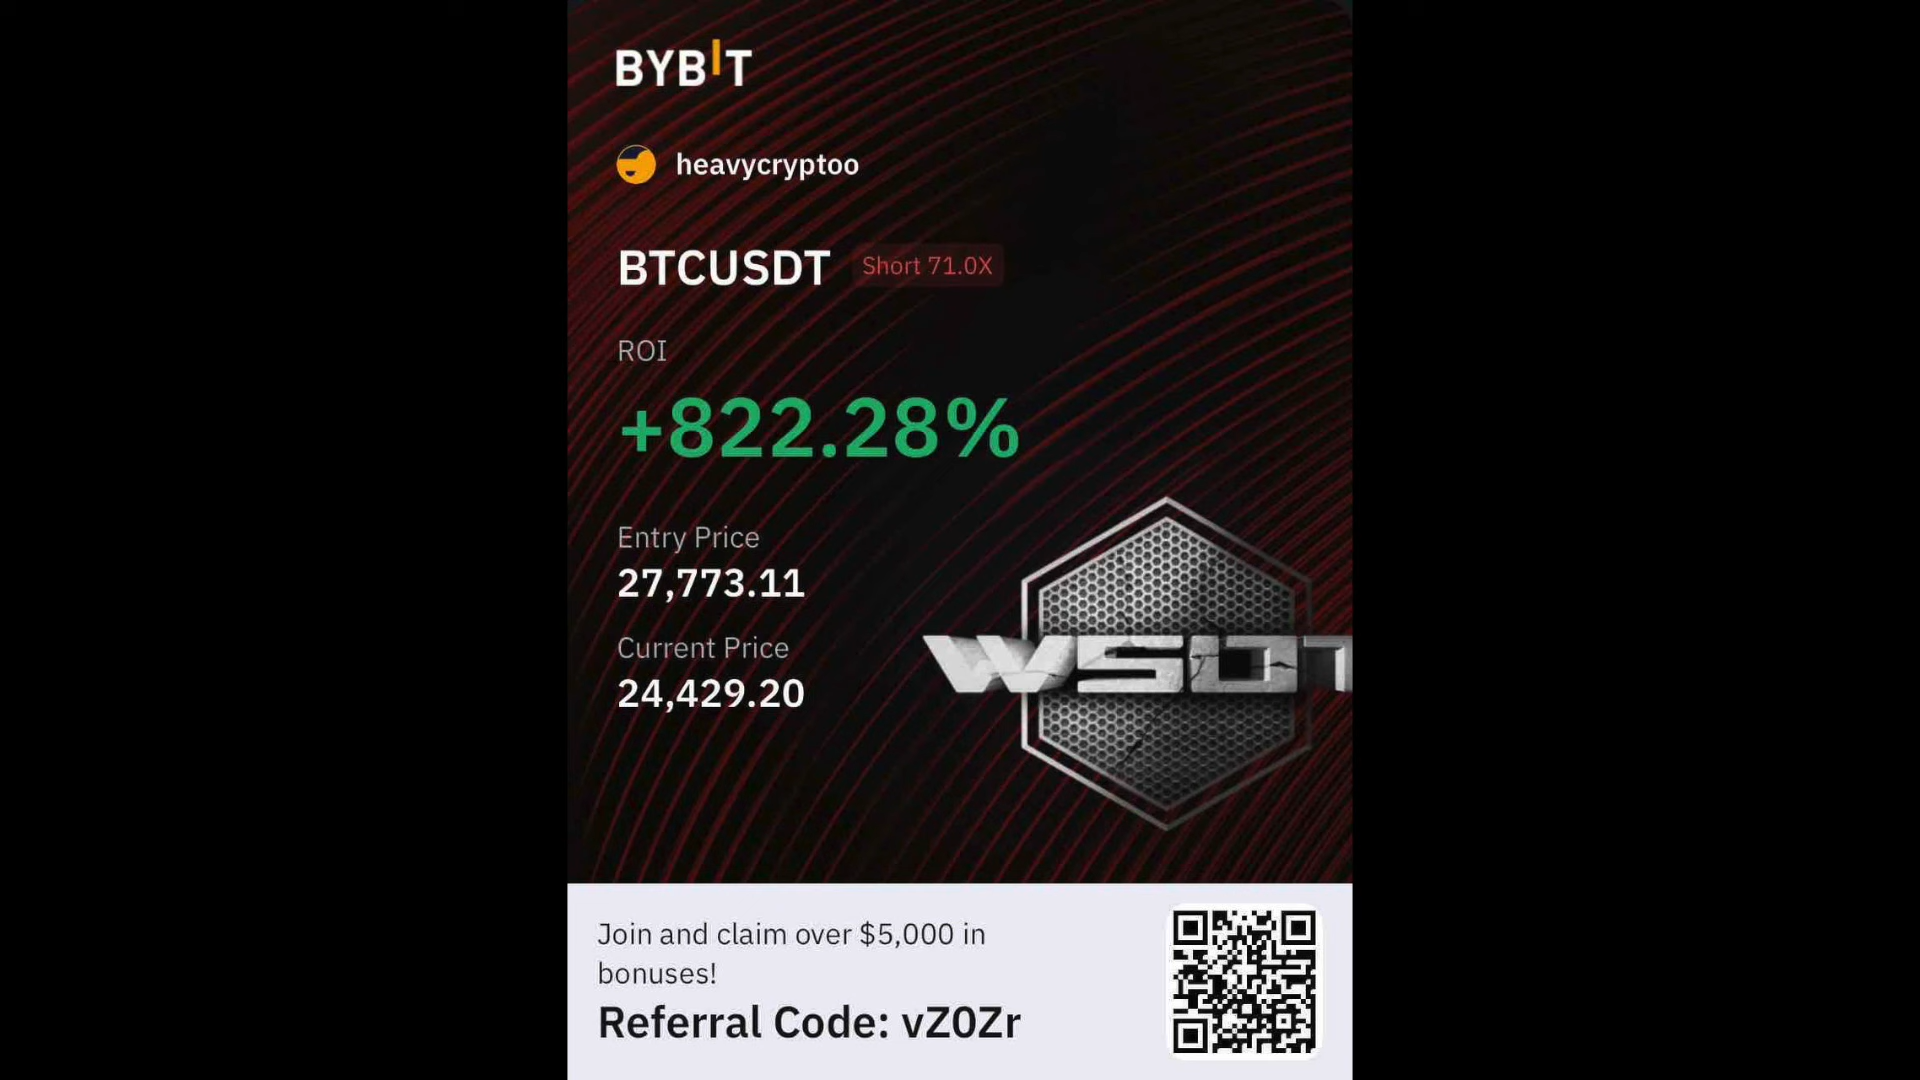 BYBIT
heavycryptoo
BTCUSDT Short 71.0X
ROI
+822.28%
Entry Price
27,773.11
Current Price
24,429.20
WSOT
Join and claim over $5,000 in
bonuses!
Referral Code: vZ0Zr